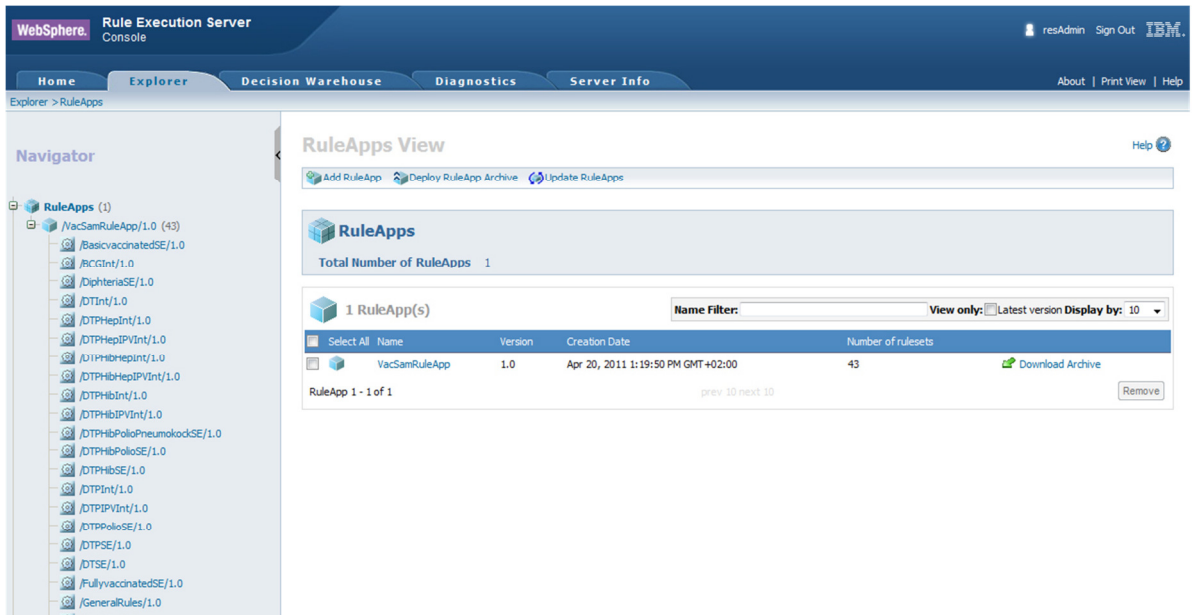 WebSphere. Rule Execution Server
Console
resAdmin Sign Out IBM.
Home Explorer Decision Warehouse Diagnostics Server Info
About | Print View | Help
Explorer > RuleApps
Navigator
RuleApps (1)
/VacSamRuleApp/1.0 (43)
/BasicvaccinatedSE/1.0
/BCGInt/1.0
/DiphteriaSE/1.0
/DTInt/1.0
/DTPHepInt/1.0
/DTPHepIPVInt/1.0
/DTPHibHepInt/1.0
/DTPHibHepIPVInt/1.0
/DTPHibInt/1.0
/DTPHibIPVInt/1.0
/DTPHibPolioPneumokockSE/1.0
/DTPHibPolioSE/1.0
/DTPHibSE/1.0
/DTPInt/1.0
/DTPIPVInt/1.0
/DTPPolioSE/1.0
/DTPSE/1.0
/DTSE/1.0
/FullyvaccinatedSE/1.0
/GeneralRules/1.0
RuleApps View
Help
Add RuleApp Deploy RuleApp Archive Update RuleApps
RuleApps
Total Number of RuleApps 1
1 RuleApp(s)
Name Filter: View only: Latest version Display by: 10
Select All Name Version Creation Date Number of rulesets
VacSamRuleApp 1.0 Apr 20, 2011 1:19:50 PM GMT+02:00 43 Download Archive
RuleApp 1 - 1 of 1 prev 10 next 10 Remove